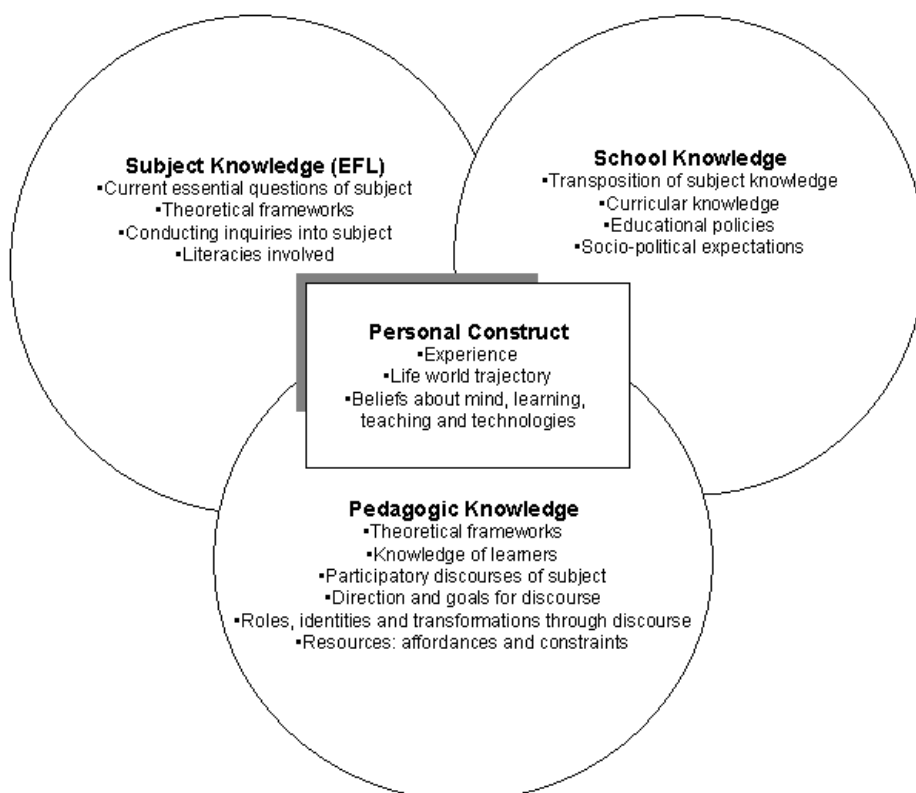 Subject Knowledge (EFL)
▪Current essential questions of subject
▪Theoretical frameworks
▪Conducting inquiries into subject
▪Literacies involved
School Knowledge
▪Transposition of subject knowledge
▪Curricular knowledge
▪Educational policies
▪Socio-political expectations
Personal Construct
▪Experience
▪Life world trajectory
▪Beliefs about mind, learning,
teaching and technologies
Pedagogic Knowledge
▪Theoretical frameworks
▪Knowledge of learners
▪Participatory discourses of subject
▪Direction and goals for discourse
▪Roles, identities and transformations through discourse
▪Resources: affordances and constraints